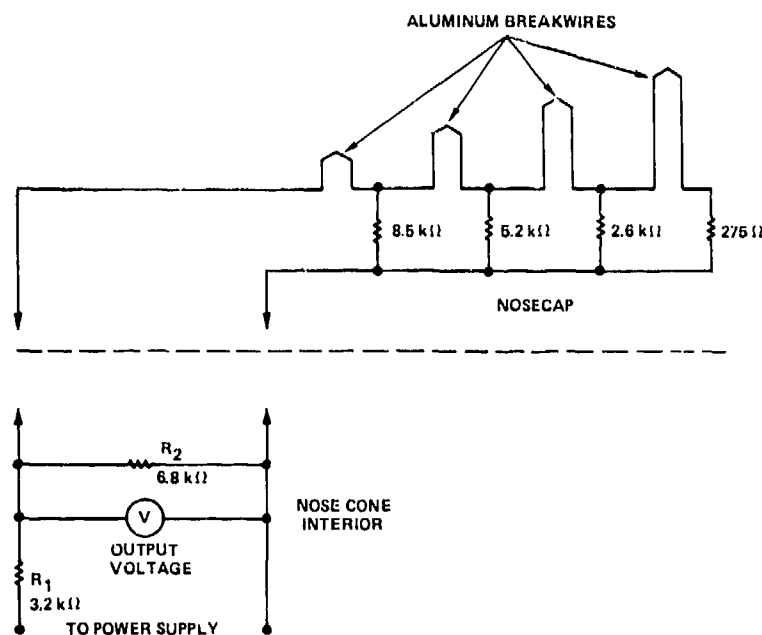 ALUMINUM BREAKWIRES
8.5 kΩ
5.2 kΩ
2.6 kΩ
275 Ω
NOSECAP
R2
6.8 kΩ
V
OUTPUT
VOLTAGE
NOSE CONE
INTERIOR
R1
3.2 kΩ
TO POWER SUPPLY